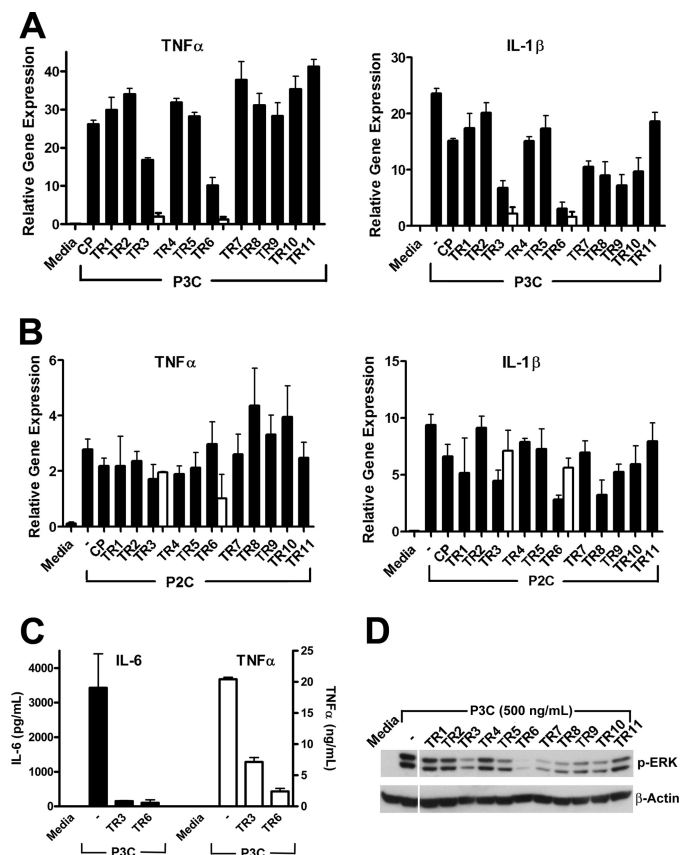 A
TNFα
IL-1β
Relative Gene Expression
40
30
20
10
0
Media
CP
TR1
TR2
TR3
TR4
TR5
TR6
TR7
TR8
TR9
TR10
TR11
P3C
Relative Gene Expression
30
20
10
0
Media
-
CP
TR1
TR2
TR3
TR4
TR5
TR6
TR7
TR8
TR9
TR10
TR11
P3C
B
TNFα
IL-1β
Relative Gene Expression
6
4
2
0
Media
-
CP
TR1
TR2
TR3
TR4
TR5
TR6
TR7
TR8
TR9
TR10
TR11
P2C
Relative Gene Expression
15
10
5
0
Media
-
CP
TR1
TR2
TR3
TR4
TR5
TR6
TR7
TR8
TR9
TR10
TR11
P2C
C
IL-6
TNFα
IL-6 (pg/mL)
4000
3000
2000
1000
0
Media
-
TR3
TR6
P3C
Media
-
TR3
TR6
P3C
25
20
15
10
5
0
TNFα (ng/mL)
D
P3C (500 ng/mL)
Media
-
TR1
TR2
TR3
TR4
TR5
TR6
TR7
TR8
TR9
TR10
TR11
p-ERK
β-Actin